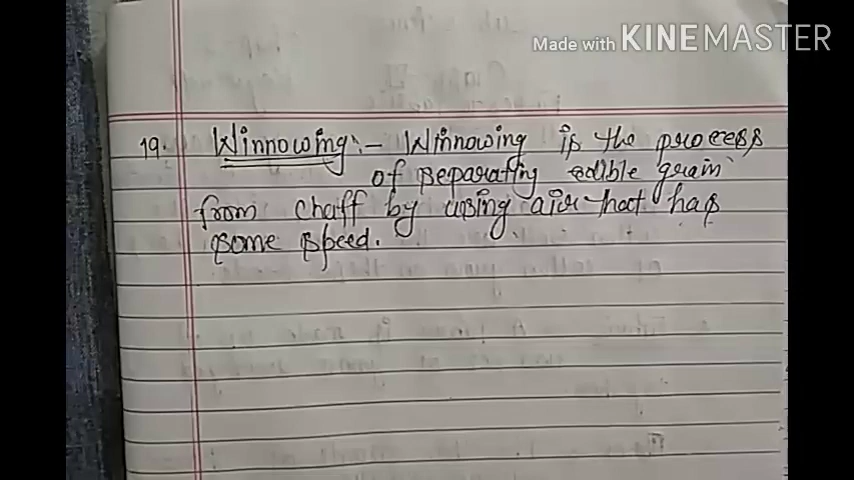 Made with KINEMASTER
19. Winnowing:- Winnowing is the process
of separating edible grain
from chaff by using air that has
some speed.